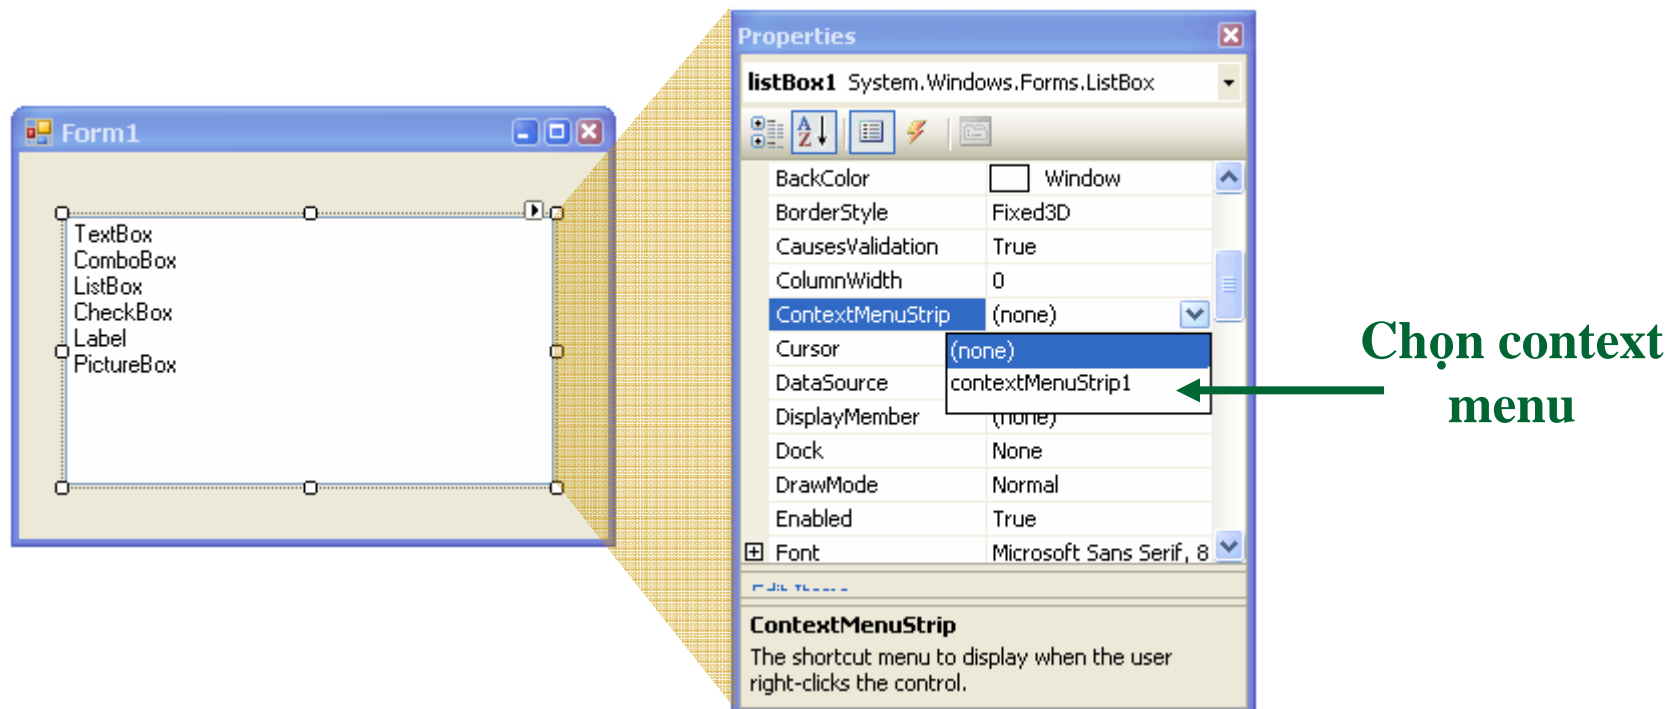 Form1
TextBox
ComboBox
ListBox
CheckBox
Label
PictureBox
Properties
listBox1 System.Windows.Forms.ListBox
BackColor Window
BorderStyle Fixed3D
CausesValidation True
ColumnWidth 0
ContextMenuStrip (none)
Cursor (none)
DataSource contextMenuStrip1
DisplayMember (none)
Dock None
DrawMode Normal
Enabled True
Font Microsoft Sans Serif, 8
ContextMenuStrip
The shortcut menu to display when the user
right-clicks the control.
Chọn context
menu